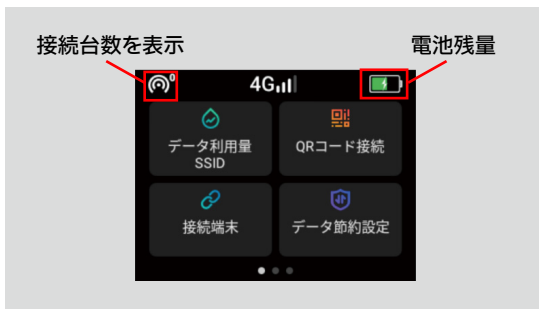 接続台数を表示
電池残量
0
4G
データ利用量
SSID
QRコード接続
接続端末
データ節約設定